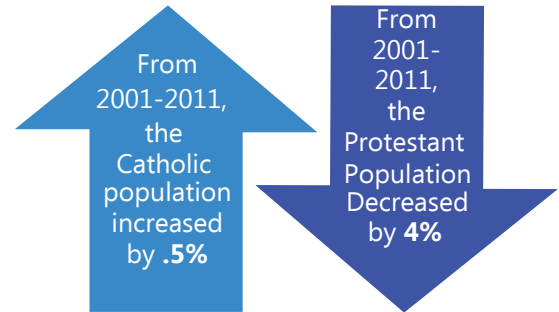 From
2001-2011,
the
Catholic
population
increased
by .5%
From
2001-
2011,
the
Protestant
Population
Decreased
by 4%